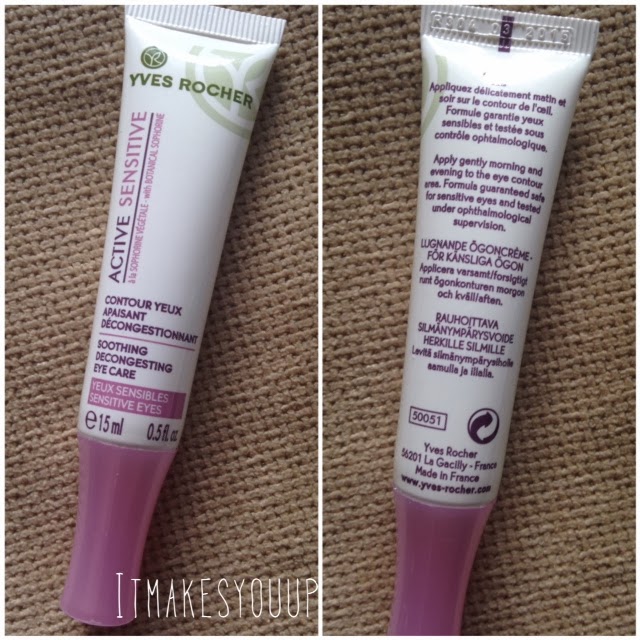 YVES ROCHER
ACTIVE SENSITIVE
à la SOPHORINE VÉGÉTALE - with BOTANICAL SOPHORINE
CONTOUR YEUX
APAISANT
DÉCONGESTIONNANT
SOOTHING
DECONGESTING
EYE CARE
YEUX SENSIBLES
SENSITIVE EYES
e 15 ml 0.5 fl. oz.
Appliquez délicatement matin et
soir sur le contour de l'œil.
Formule garantie yeux
sensibles et testée sous
contrôle ophtalmologique.
Apply gently morning and
evening to the eye contour
area. Formula guaranteed safe
for sensitive eyes and tested
under ophthalmological
supervision.
LUGNANDE ÖGONCRÈME -
FÖR KÄNSLIGA ÖGON
Applicera varsamt/forsigtigt
runt ögonkonturen morgon
och kväll/aften.
RAUHOITTAVA
SILMÄNYMPÄRYSVOIDE
HERKILLE SILMILLE
Levitä silmänympärysiholle
aamulla ja illalla.
50051
Yves Rocher
56201 La Gacilly - France
Made in France
www.yves-rocher.com
Itmakesyouup